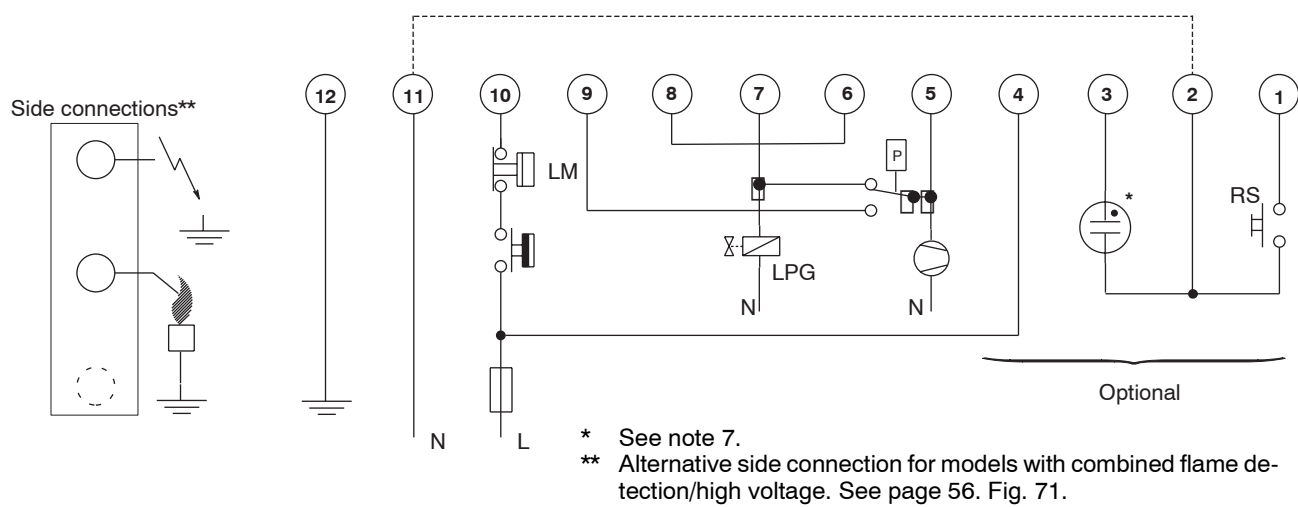 Side connections**
12 11 10 9 8 7 6 5 4 3 2 1
P
LM
*
RS
LPG
N
N
Optional
N
L
* See note 7.
** Alternative side connection for models with combined flame de-
tection/high voltage. See page 56. Fig. 71.